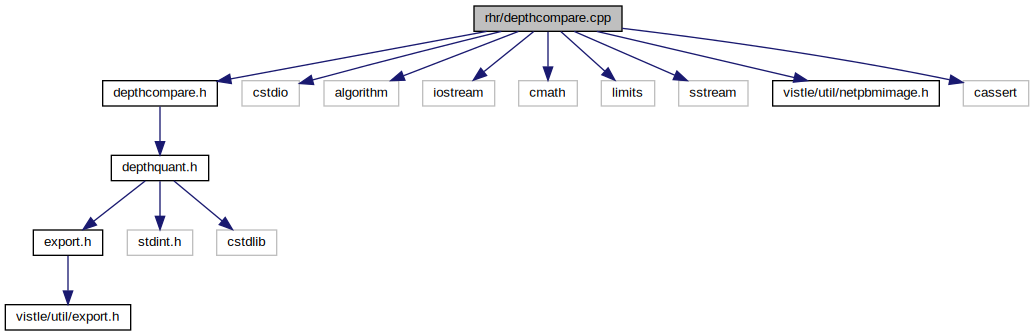 rhr/depthcompare.cpp
depthcompare.h
cstdio
algorithm
iostream
cmath
limits
sstream
vistle/util/netpbmimage.h
cassert
depthquant.h
export.h
stdint.h
cstdlib
vistle/util/export.h